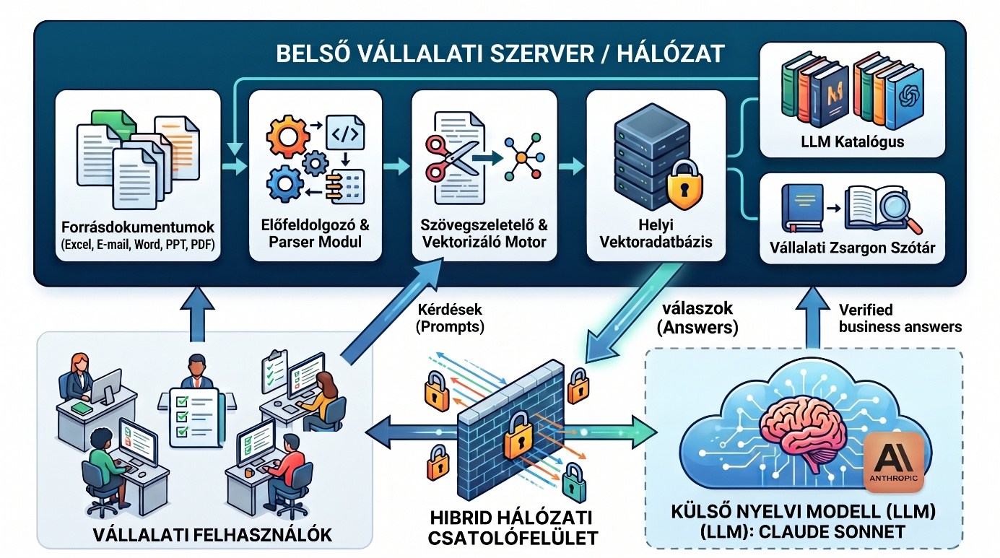 BELSŐ VÁLLALATI SZERVER / HÁLÓZAT
Forrásdokumentumok
(Excel, E-mail, Word, PPT, PDF)
Előfeldolgozó &
Parser Modul
</>
Szövegszeletelő &
Vektorizáló Motor
Helyi
Vektoradatbázis
M
LLM Katalógus
Vállalati Zsargon Szótár
Kérdések
(Prompts)
válaszok
(Answers)
Verified
business answers
VÁLLALATI FELHASZNÁLÓK
HIBRID HÁLÓZATI
CSATOLÓFELÜLET
AI
ANTHROPIC
KÜLSŐ NYELVI MODELL (LLM)
(LLM): CLAUDE SONNET